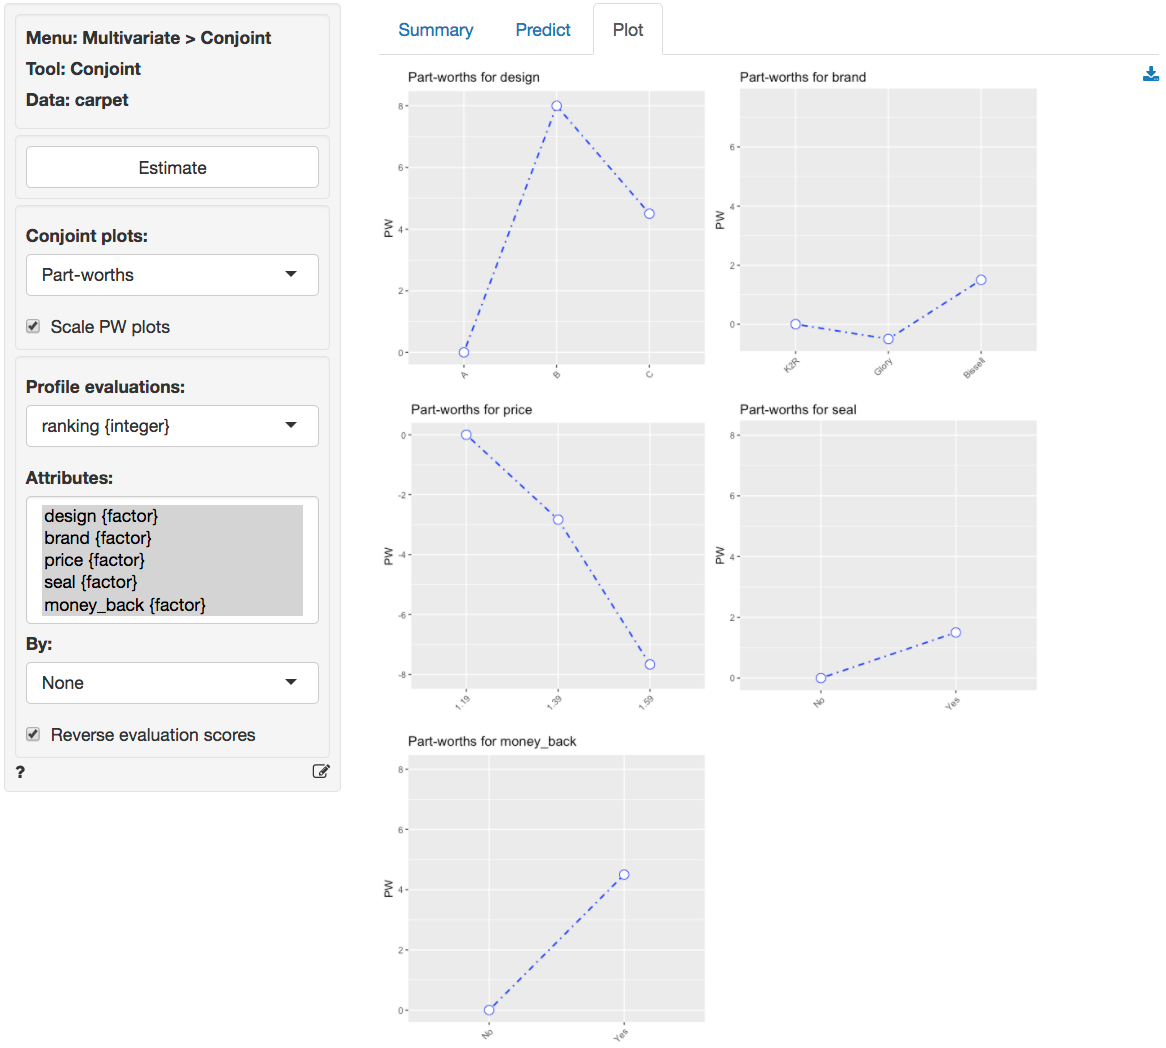 Menu: Multivariate > Conjoint
Tool: Conjoint
Data: carpet
Estimate
Conjoint plots:
Part-worths
Scale PW plots
Profile evaluations:
ranking {integer}
Attributes:
design {factor}
brand {factor}
price {factor}
seal {factor}
money_back {factor}
By:
None
Reverse evaluation scores
?
Summary Predict Plot
Part-worths for design
PW
8
6
4
2
0
A B C
Part-worths for brand
PW
6
4
2
0
K2R Glory Bissell
Part-worths for price
PW
0
-2
-4
-6
-8
1.19 1.39 1.59
Part-worths for seal
PW
8
6
4
2
0
No Yes
Part-worths for money_back
PW
8
6
4
2
0
No Yes